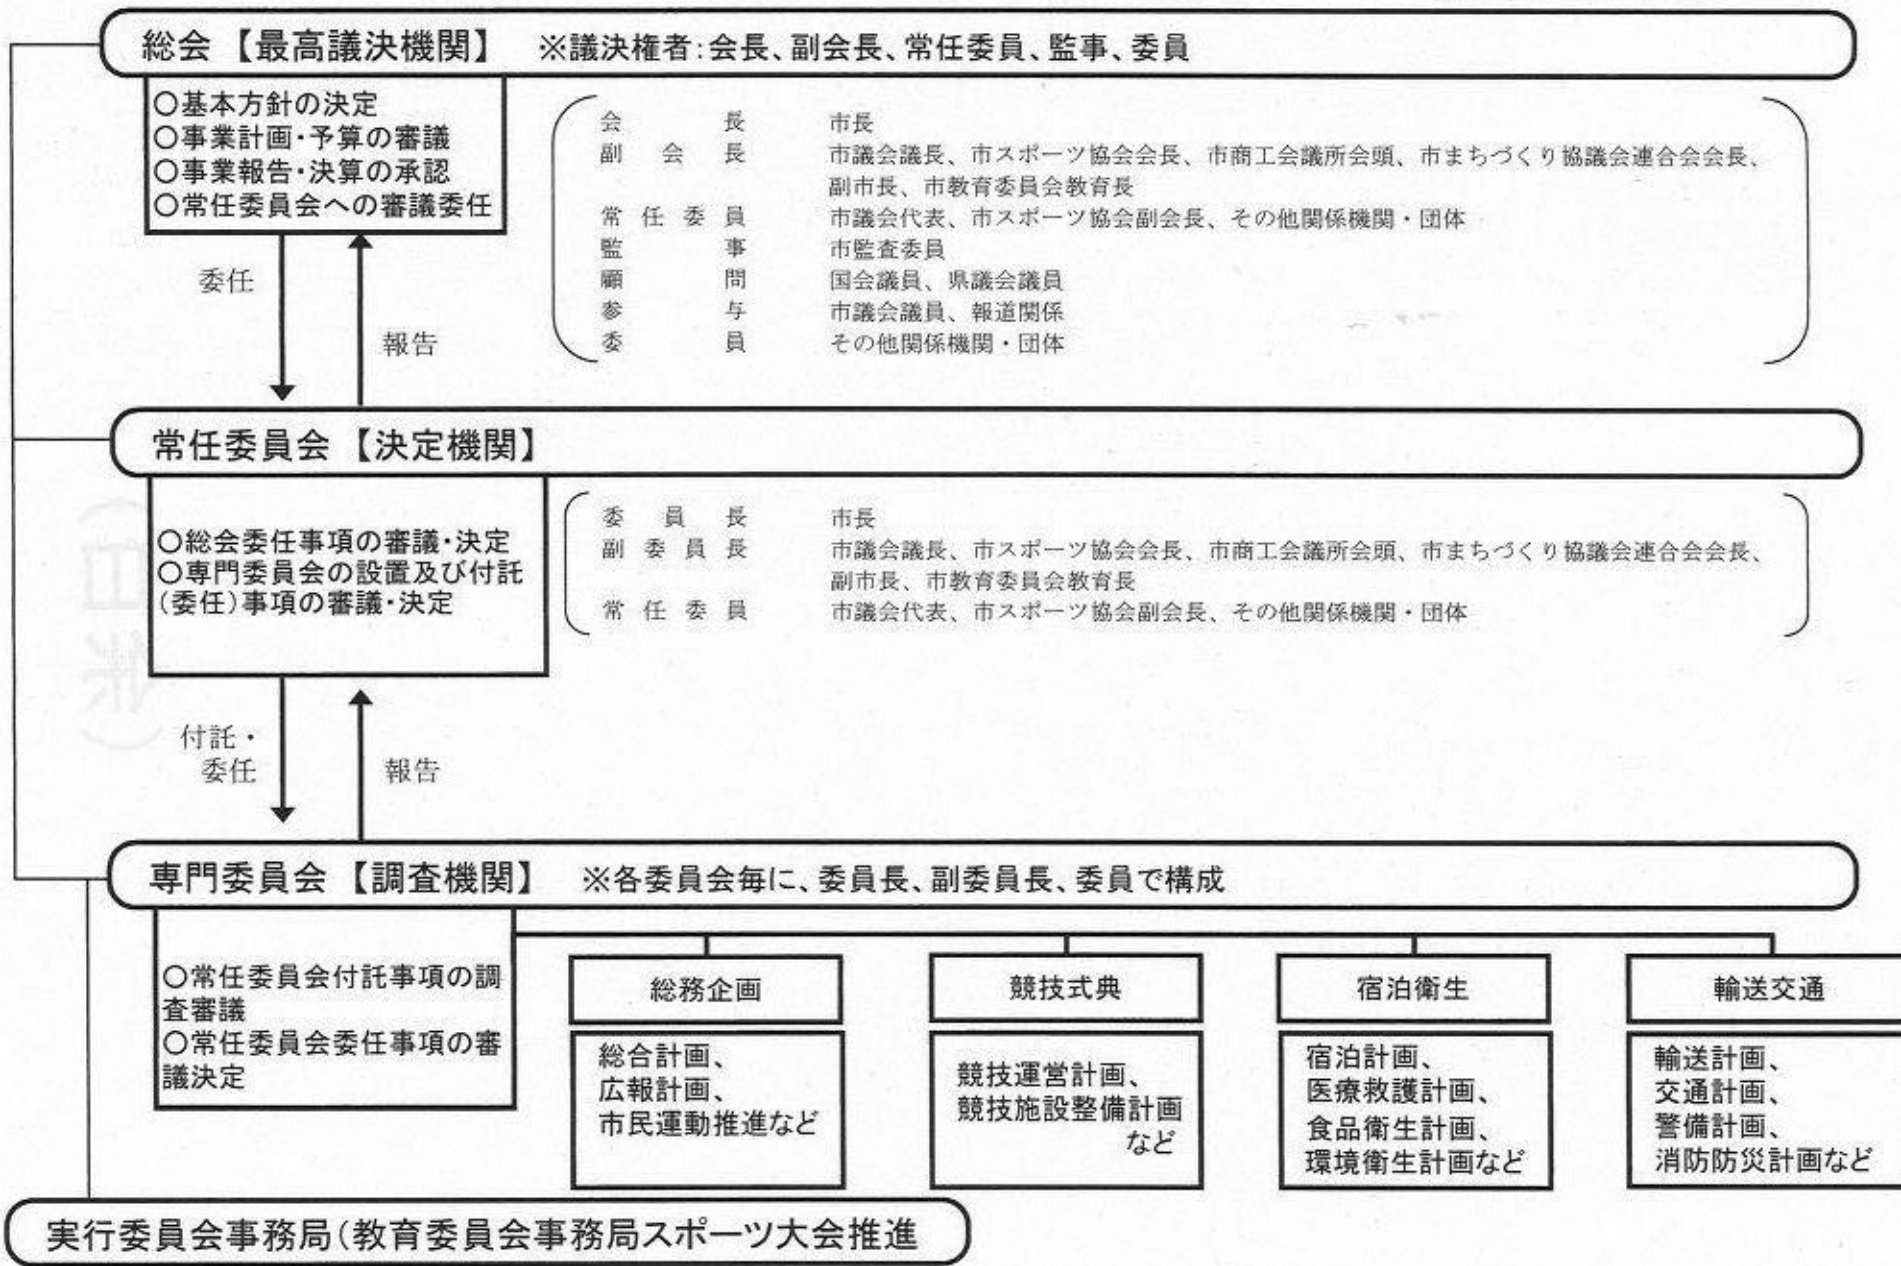 総会【最高議決機関】 ※議決権者:会長、副会長、常任委員、監事、委員
○基本方針の決定
○事業計画・予算の審議
○事業報告・決算の承認
○常任委員会への審議委任
会長 市長
副会長 市議会議長、市スポーツ協会会長、市商工会議所会頭、市まちづくり協議会連合会会長、
副市長、市教育委員会教育長
常任委員 市議会代表、市スポーツ協会副会長、その他関係機関・団体
監事 市監査委員
顧問 国会議員、県議会議員
参与 市議会議員、報道関係
委員 その他関係機関・団体
委任
報告
常任委員会【決定機関】
○総会委任事項の審議・決定
○専門委員会の設置及び付託
(委任)事項の審議・決定
委員長 市長
副委員長 市議会議長、市スポーツ協会会長、市商工会議所会頭、市まちづくり協議会連合会会長、
副市長、市教育委員会教育長
常任委員 市議会代表、市スポーツ協会副会長、その他関係機関・団体
付託・
委任
報告
専門委員会【調査機関】 ※各委員会毎に、委員長、副委員長、委員で構成
○常任委員会付託事項の調
査審議
○常任委員会委任事項の審
議決定
総務企画
総合計画、
広報計画、
市民運動推進など
競技式典
競技運営計画、
競技施設整備計画
など
宿泊衛生
宿泊計画、
医療救護計画、
食品衛生計画、
環境衛生計画など
輸送交通
輸送計画、
交通計画、
警備計画、
消防防災計画など
実行委員会事務局(教育委員会事務局スポーツ大会推進